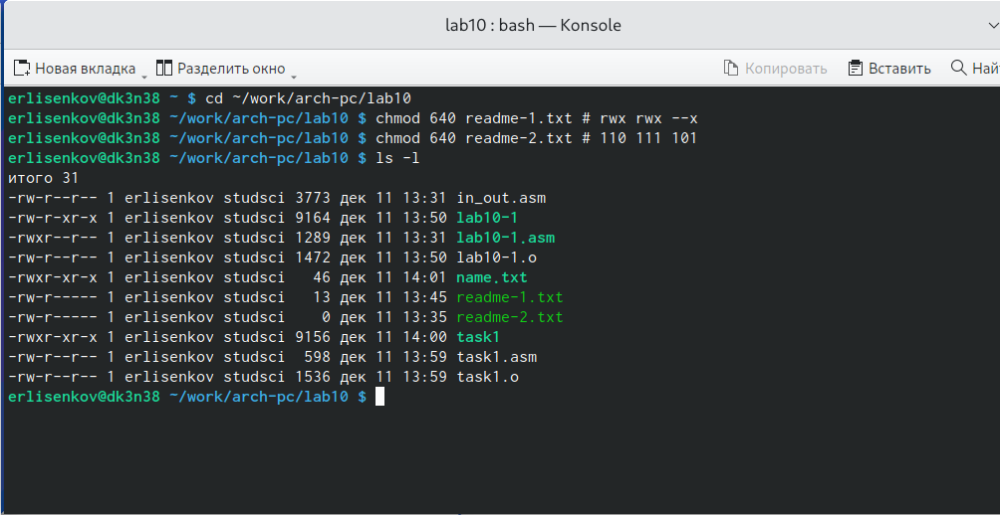 lab10 : bash — Konsole
Новая вкладка Разделить окно Копировать Вставить
erlisenkov@dk3n38 ~ $ cd ~/work/arch-pc/lab10
erlisenkov@dk3n38 ~/work/arch-pc/lab10 $ chmod 640 readme-1.txt # rwx rwx --x
erlisenkov@dk3n38 ~/work/arch-pc/lab10 $ chmod 640 readme-2.txt # 110 111 101
erlisenkov@dk3n38 ~/work/arch-pc/lab10 $ ls -l
итого 31
-rw-r--r-- 1 erlisenkov studsci 3773 дек 11 13:31 in_out.asm
-rw-r-xr-x 1 erlisenkov studsci 9164 дек 11 13:50 lab10-1
-rwxr--r-- 1 erlisenkov studsci 1289 дек 11 13:31 lab10-1.asm
-rw-r--r-- 1 erlisenkov studsci 1472 дек 11 13:50 lab10-1.o
-rwxr-xr-x 1 erlisenkov studsci 46 дек 11 14:01 name.txt
-rw-r----- 1 erlisenkov studsci 13 дек 11 13:45 readme-1.txt
-rw-r----- 1 erlisenkov studsci 0 дек 11 13:35 readme-2.txt
-rwxr-xr-x 1 erlisenkov studsci 9156 дек 11 14:00 task1
-rw-r--r-- 1 erlisenkov studsci 598 дек 11 13:59 task1.asm
-rw-r--r-- 1 erlisenkov studsci 1536 дек 11 13:59 task1.o
erlisenkov@dk3n38 ~/work/arch-pc/lab10 $